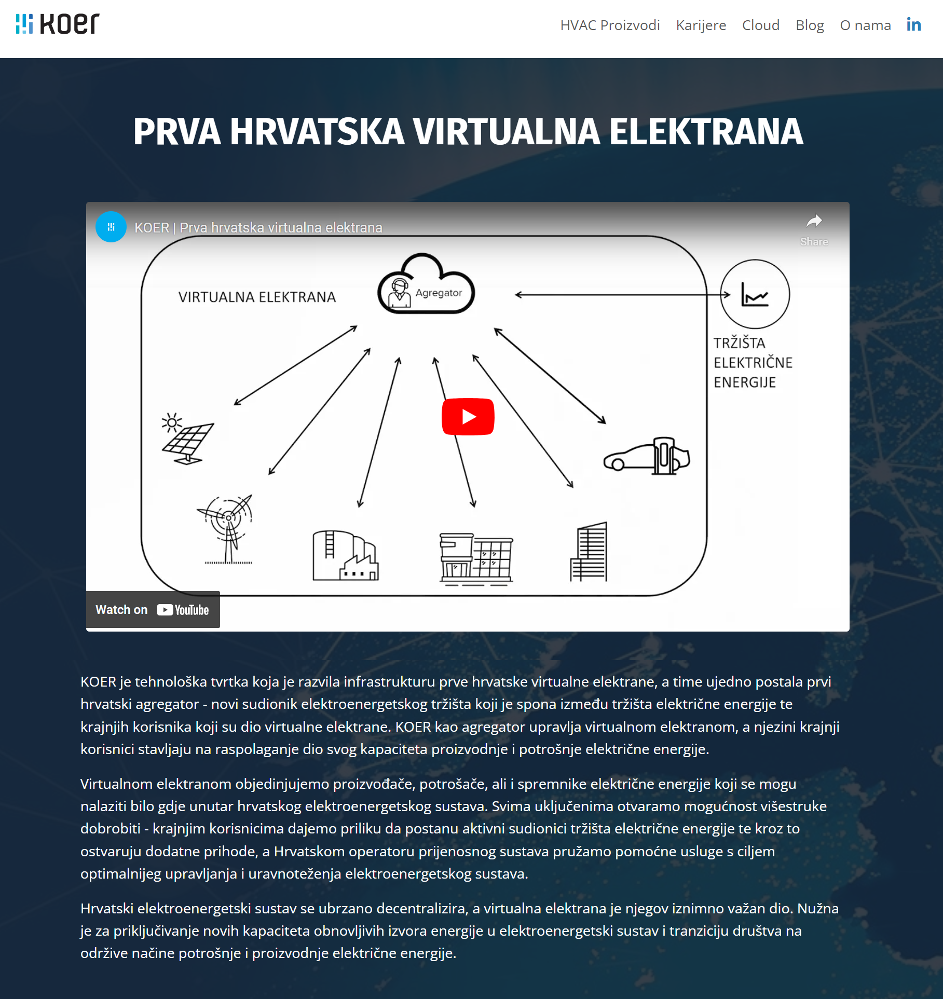 koer
HVAC Proizvodi Karijere Cloud Blog O nama in
PRVA HRVATSKA VIRTUALNA ELEKTRANA
KOER | Prva hrvatska virtualna elektrana
Share
VIRTUALNA ELEKTRANA
Agregator
TRŽIŠTA
ELEKTRIČNE
ENERGIJE
Watch on YouTube
KOER je tehnološka tvrtka koja je razvila infrastrukturu prve hrvatske virtualne elektrane, a time ujedno postala prvi
hrvatski agregator - novi sudionik elektroenergetskog tržišta koji je spona između tržišta električne energije te
krajnjih korisnika koji su dio virtualne elektrane. KOER kao agregator upravlja virtualnom elektranom, a njezini krajnji
korisnici stavljaju na raspolaganje dio svog kapaciteta proizvodnje i potrošnje električne energije.
Virtualnom elektranom objedinjujemo proizvođače, potrošače, ali i spremnike električne energije koji se mogu
nalaziti bilo gdje unutar hrvatskog elektroenergetskog sustava. Svima uključenima otvaramo mogućnost višestruke
dobrobiti - krajnjim korisnicima dajemo priliku da postanu aktivni sudionici tržišta električne energije te kroz to
ostvaruju dodatne prihode, a Hrvatskom operatoru prijenosnog sustava pružamo pomoćne usluge s ciljem
optimalnijeg upravljanja i uravnoteženja elektroenergetskog sustava.
Hrvatski elektroenergetski sustav se ubrzano decentralizira, a virtualna elektrana je njegov iznimno važan dio. Nužna
je za priključivanje novih kapaciteta obnovljivih izvora energije u elektroenergetski sustav i tranziciju društva na
održive načine potrošnje i proizvodnje električne energije.